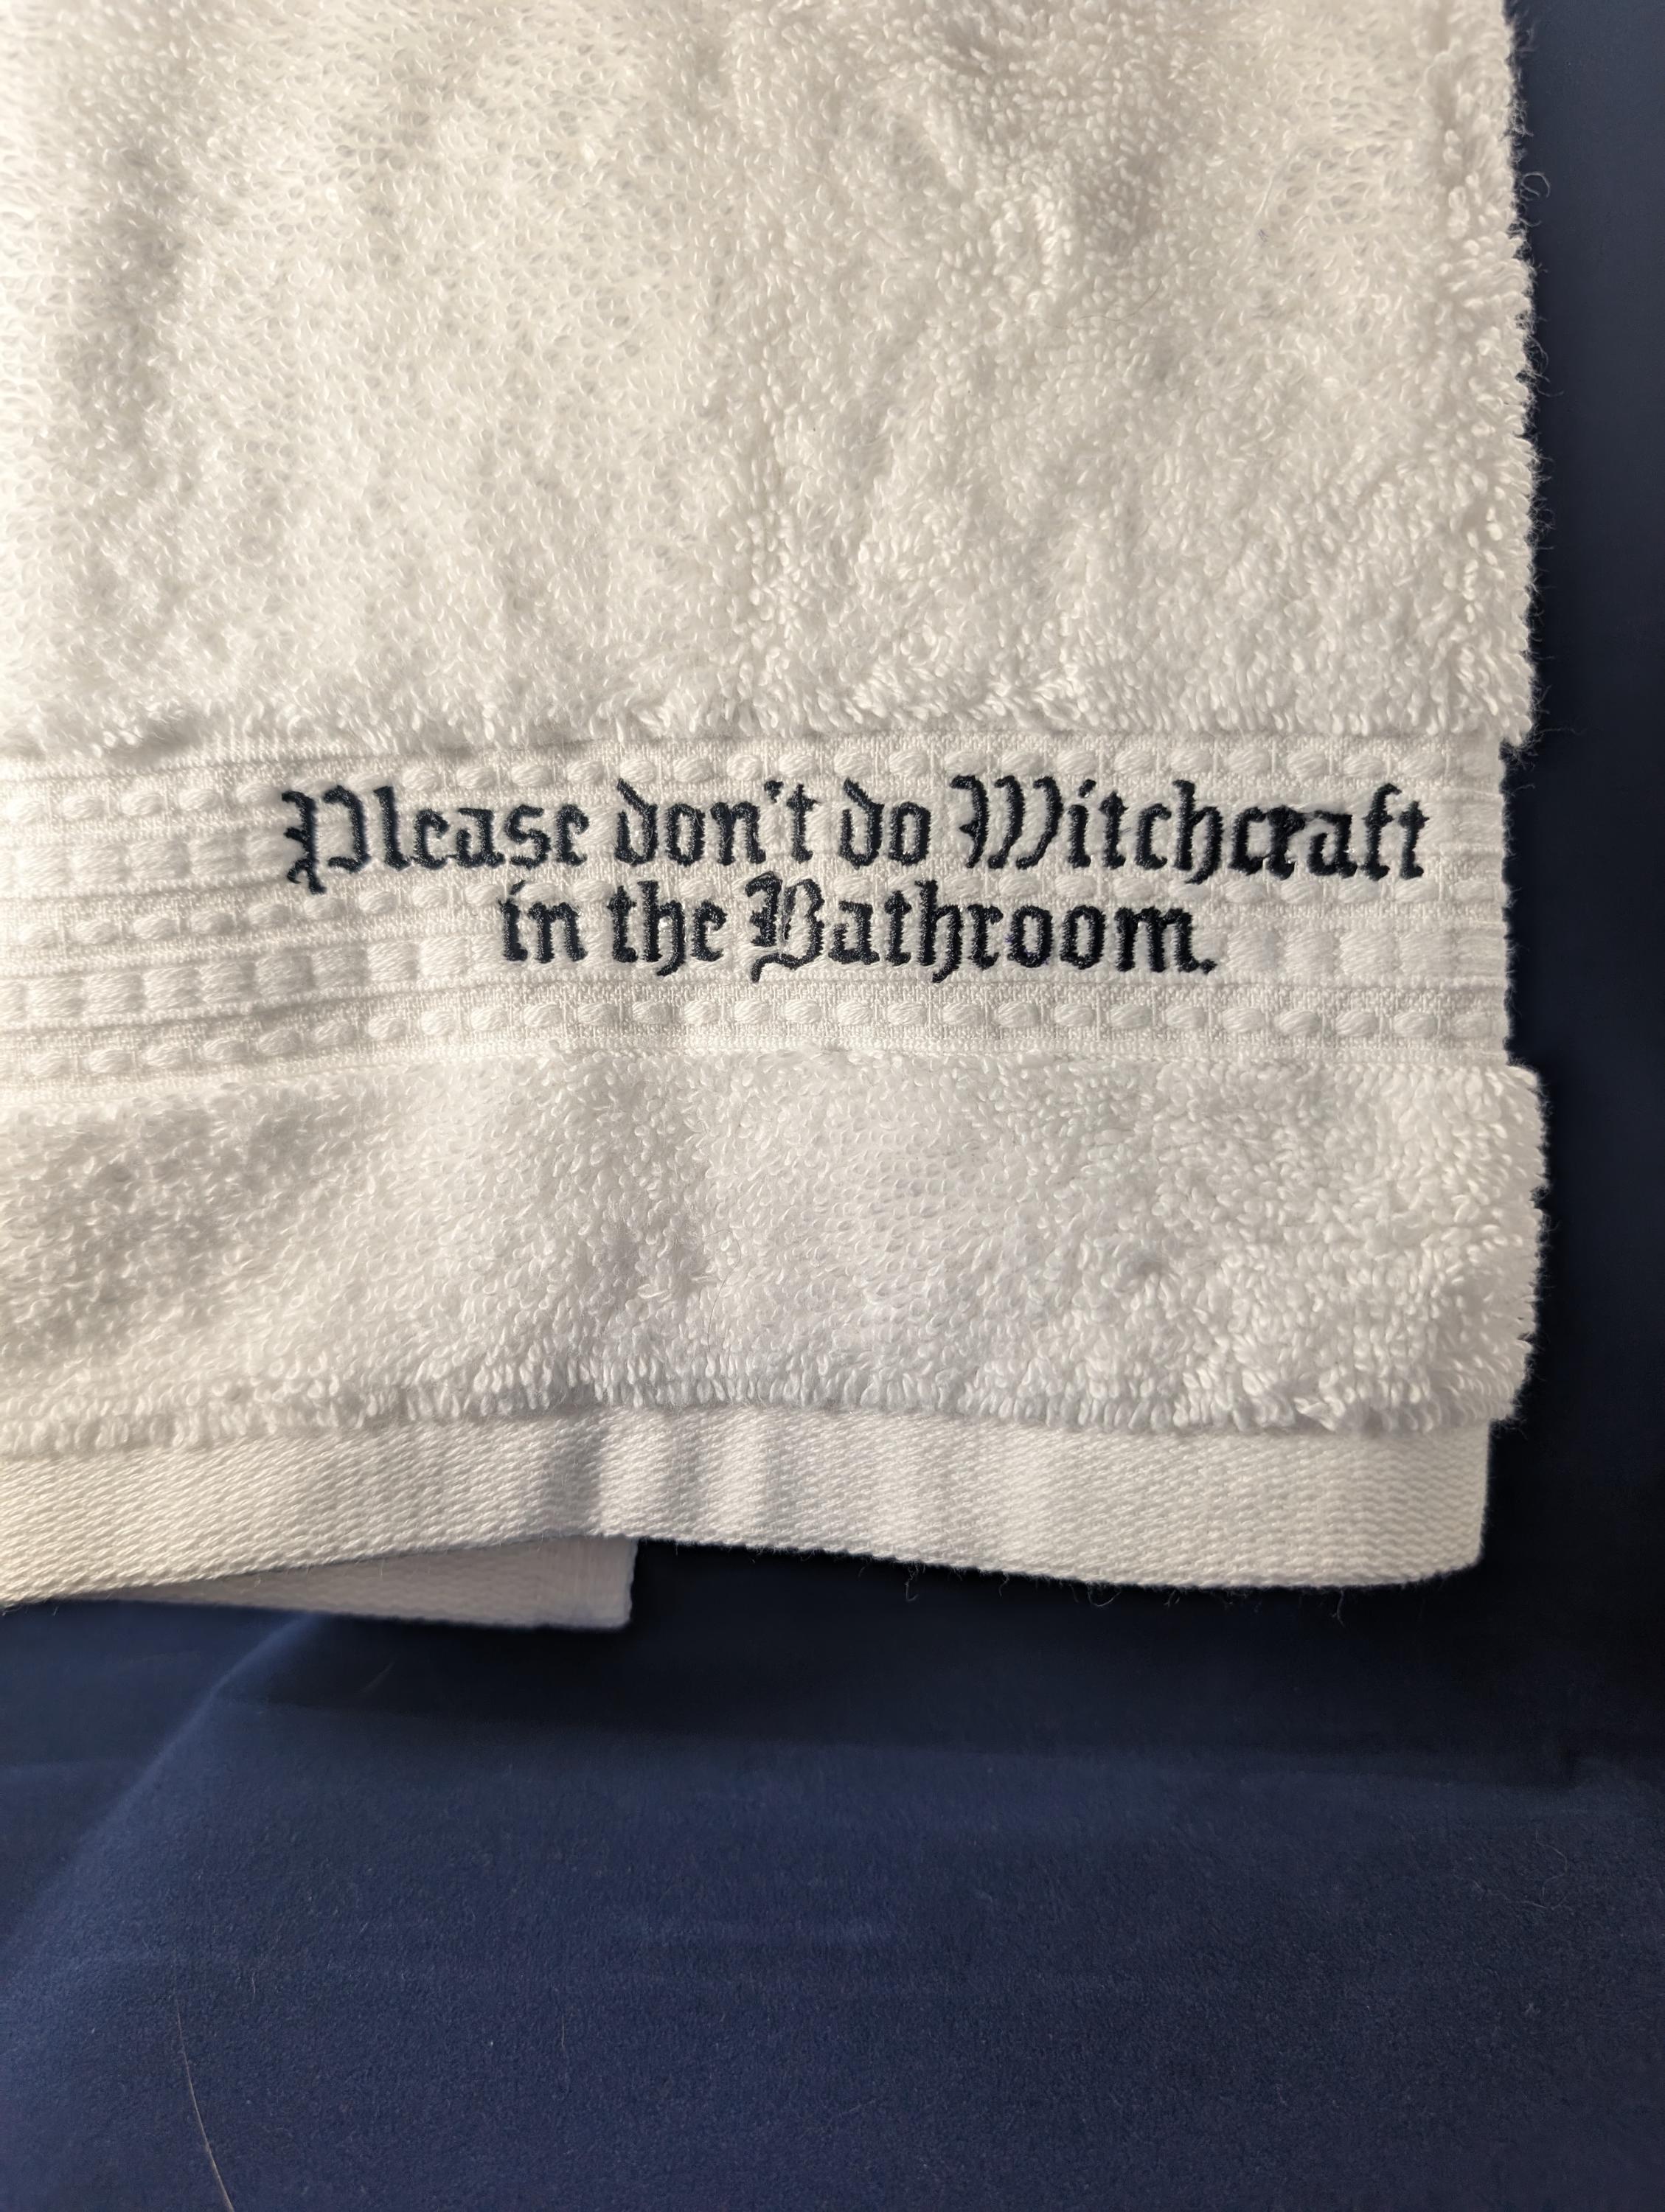 Please don't do Witchcraft
in the Bathroom.